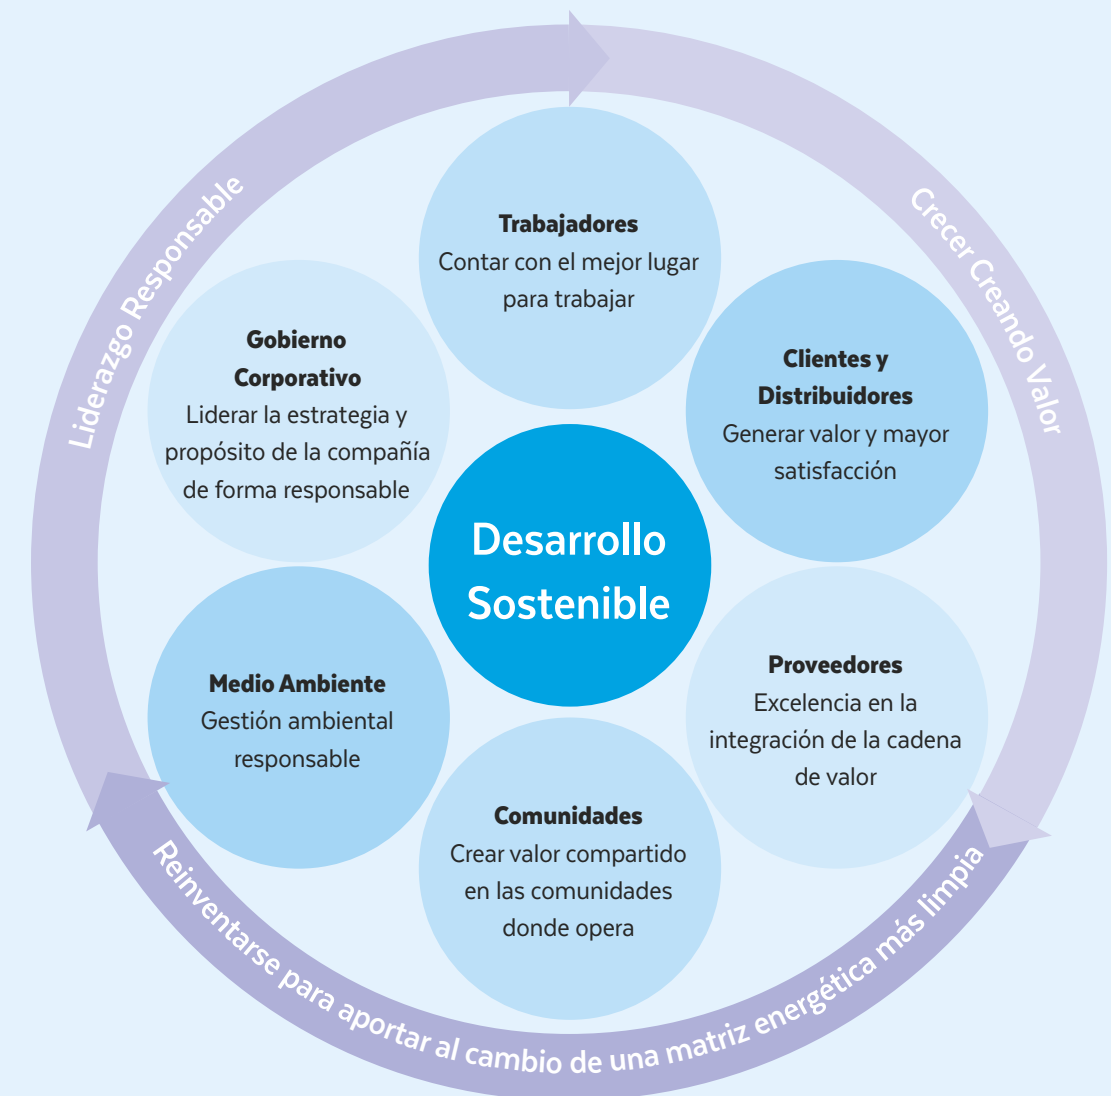 Liderazgo Responsable
Crecer Creando Valor
Trabajadores
Contar con el mejor lugar
para trabajar
Gobierno
Corporativo
Liderar la estrategia y
propósito de la compañía
de forma responsable
Clientes y
Distribuidores
Generar valor y mayor
satisfacción
Desarrollo
Sostenible
Medio Ambiente
Gestión ambiental
responsable
Proveedores
Excelencia en la
integración de la cadena
de valor
Comunidades
Crear valor compartido
en las comunidades
donde opera
Reinventarse para aportar al cambio de una matriz energética más limpia